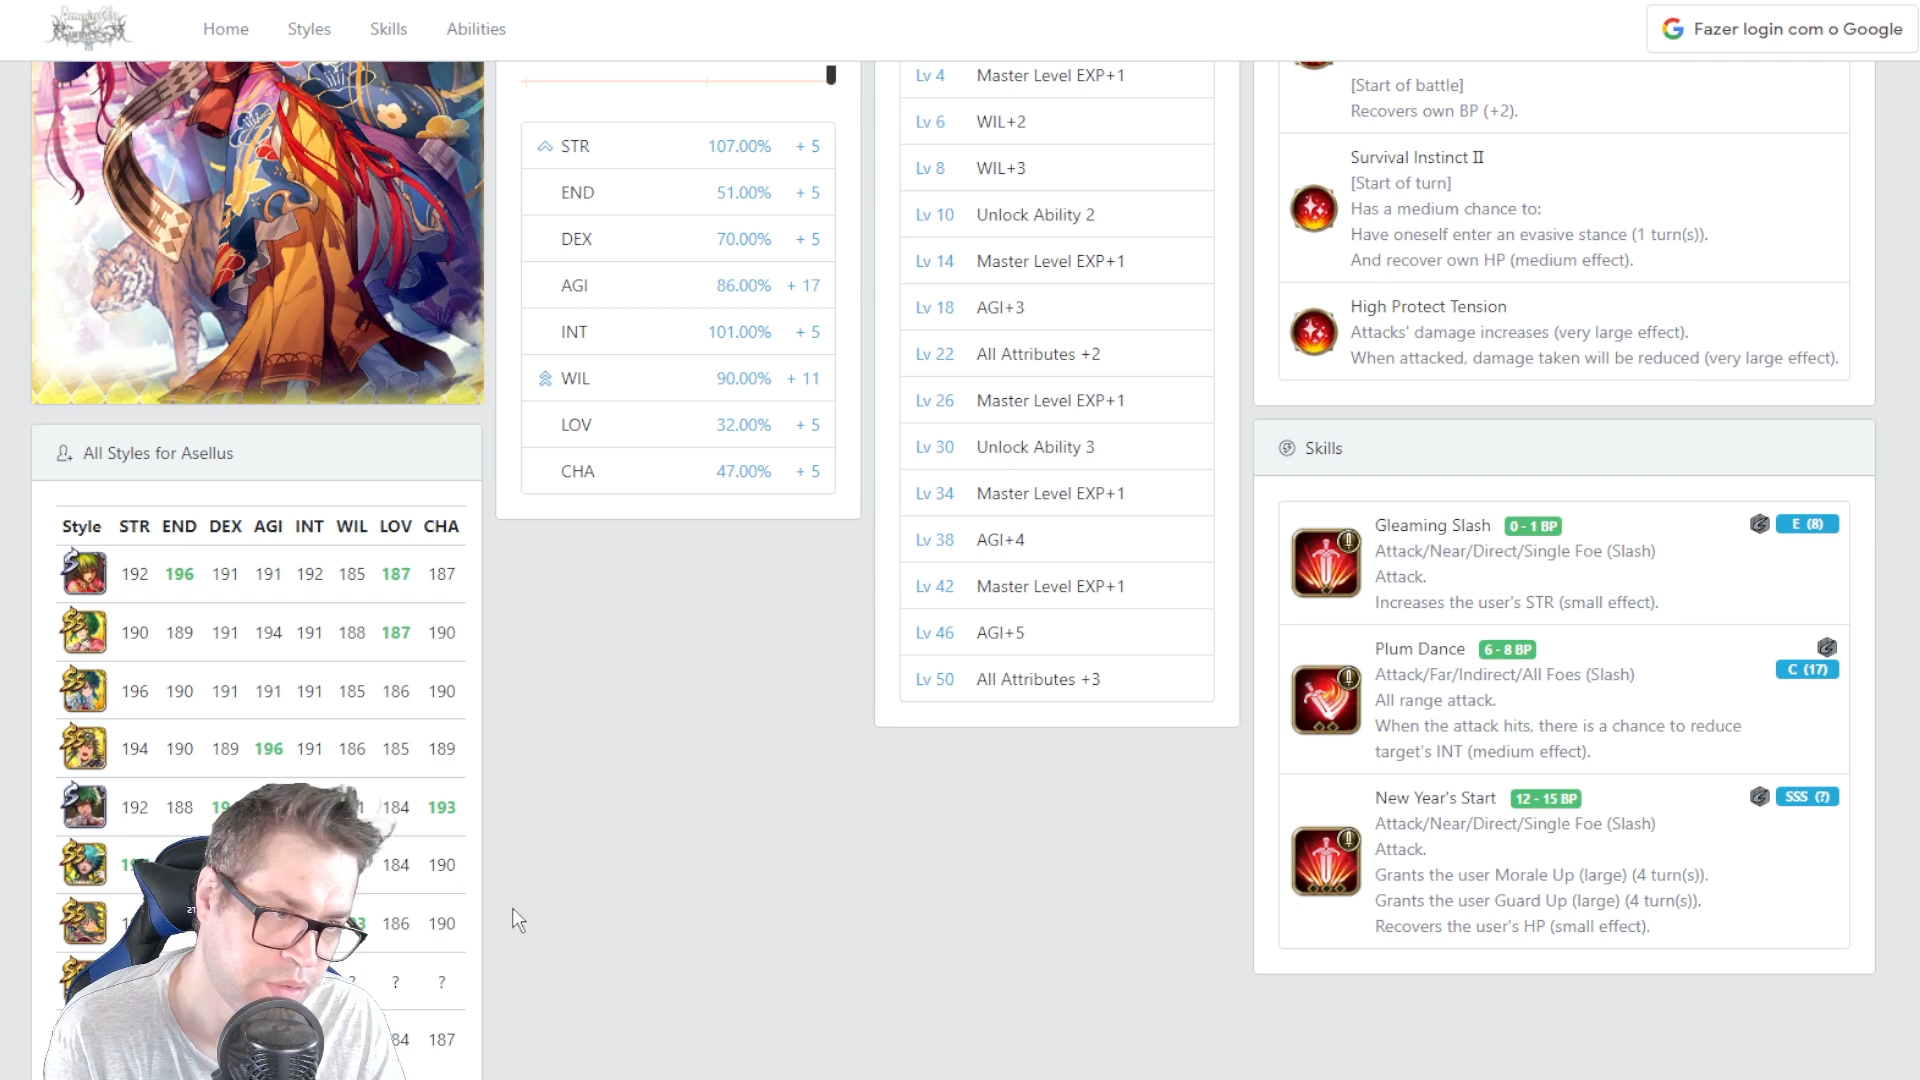 Home Styles Skills Abilities
Fazer login com o Google
STR 107.00% + 5
END 51.00% + 5
DEX 70.00% + 5
AGI 86.00% + 17
INT 101.00% + 5
WIL 90.00% + 11
LOV 32.00% + 5
CHA 47.00% + 5
Lv 4 Master Level EXP+1
Lv 6 WIL+2
Lv 8 WIL+3
Lv 10 Unlock Ability 2
Lv 14 Master Level EXP+1
Lv 18 AGI+3
Lv 22 All Attributes +2
Lv 26 Master Level EXP+1
Lv 30 Unlock Ability 3
Lv 34 Master Level EXP+1
Lv 38 AGI+4
Lv 42 Master Level EXP+1
Lv 46 AGI+5
Lv 50 All Attributes +3
[Start of battle]
Recovers own BP (+2).
Survival Instinct II
[Start of turn]
Has a medium chance to:
Have oneself enter an evasive stance (1 turn(s)).
And recover own HP (medium effect).
High Protect Tension
Attacks' damage increases (very large effect).
When attacked, damage taken will be reduced (very large effect).
Skills
Gleaming Slash 0 - 1 BP E (8)
Attack/Near/Direct/Single Foe (Slash)
Attack.
Increases the user's STR (small effect).
Plum Dance 6 - 8 BP
C (17)
Attack/Far/Indirect/All Foes (Slash)
All range attack.
When the attack hits, there is a chance to reduce
target's INT (medium effect).
New Year's Start 12 - 15 BP SSS (?)
Attack/Near/Direct/Single Foe (Slash)
Attack.
Grants the user Morale Up (large) (4 turn(s)).
Grants the user Guard Up (large) (4 turn(s)).
Recovers the user's HP (small effect).
All Styles for Asellus
Style STR END DEX AGI INT WIL LOV CHA
S 192 196 191 191 192 185 187 187
SS 190 189 191 194 191 188 187 190
SS 196 190 191 191 191 185 186 190
SS 194 190 189 196 191 186 185 189
S 192 188 184 193
SS 184 190
SS 186 190
? ?
187